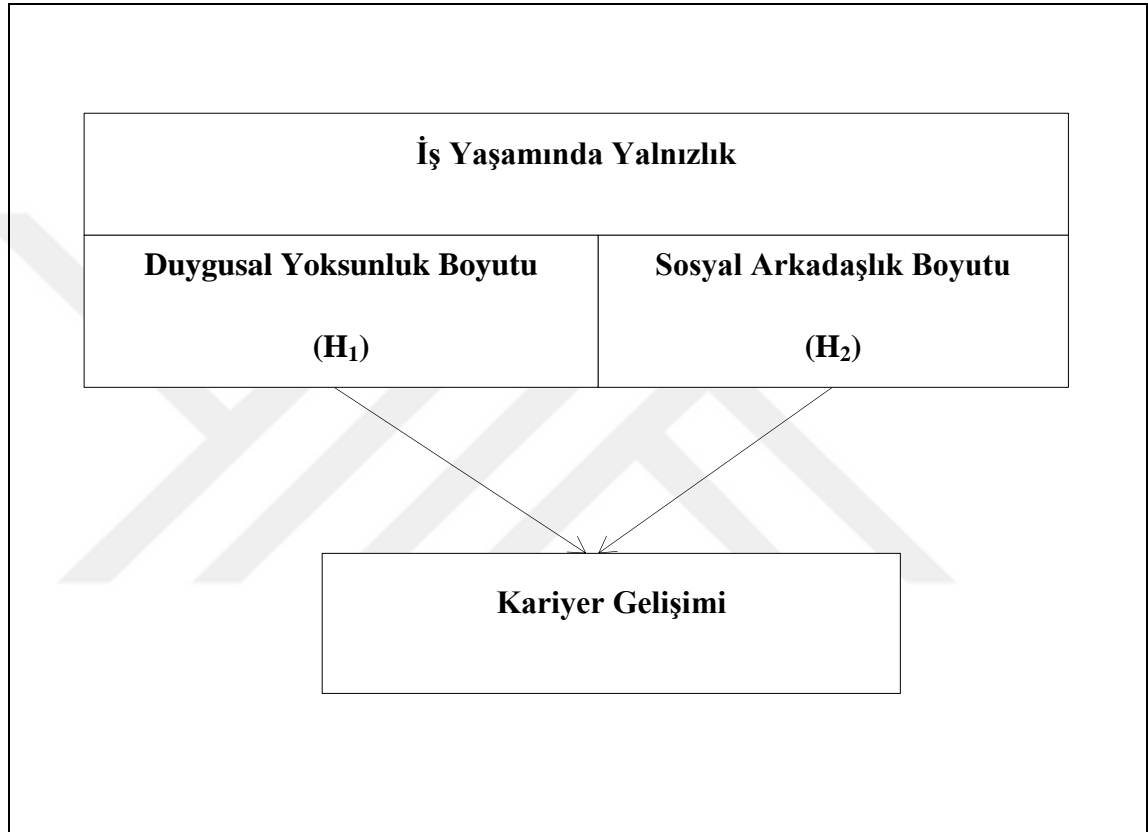 İş Yaşamında Yalnızlık
Duygusal Yoksunluk Boyutu
(H₁)
Sosyal Arkadaşlık Boyutu
(H₂)
Kariyer Gelişimi